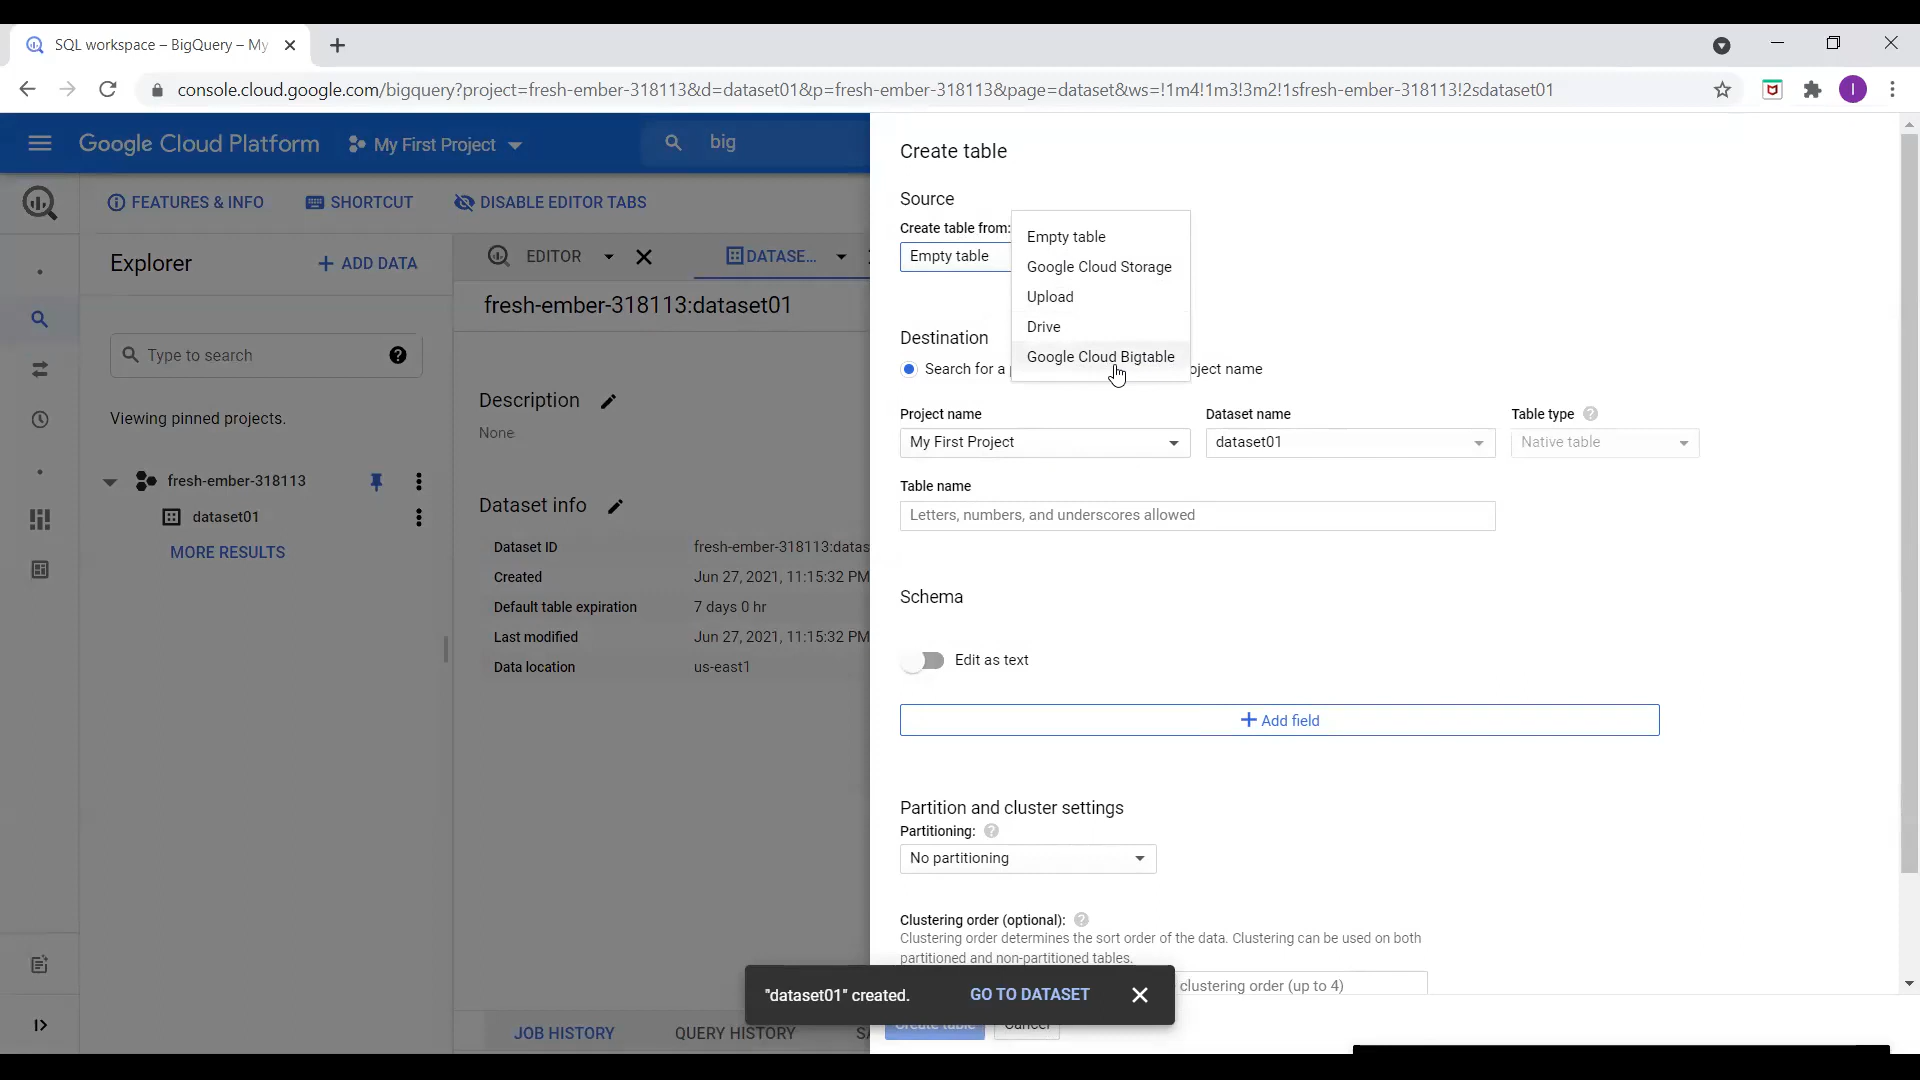 SQL workspace – BigQuery – My
console.cloud.google.com/bigquery?project=fresh-ember-318113&d=dataset01&p=fresh-ember-318113&page=dataset&ws=!1m4!1m3!3m2!1sfresh-ember-318113!2sdataset01
I
Google Cloud Platform
My First Project
big
FEATURES & INFO
SHORTCUT
DISABLE EDITOR TABS
Explorer
+ ADD DATA
Type to search
Viewing pinned projects.
fresh-ember-318113
dataset01
MORE RESULTS
EDITOR
DATASE...
fresh-ember-318113:dataset01
Description
None
Dataset info
Dataset ID fresh-ember-318113:datas
Created Jun 27, 2021, 11:15:32 PM
Default table expiration 7 days 0 hr
Last modified Jun 27, 2021, 11:15:32 PM
Data location us-east1
JOB HISTORY
QUERY HISTORY
Create table
Source
Create table from:
Empty table
Empty table
Google Cloud Storage
Upload
Drive
Google Cloud Bigtable
Destination
Search for a oject name
Project name
My First Project
Dataset name
dataset01
Table type
Native table
Table name
Letters, numbers, and underscores allowed
Schema
Edit as text
+ Add field
Partition and cluster settings
Partitioning:
No partitioning
Clustering order (optional):
Clustering order determines the sort order of the data. Clustering can be used on both
partitioned and non-partitioned tables.
clustering order (up to 4)
"dataset01" created.
GO TO DATASET
Create table
Cancel